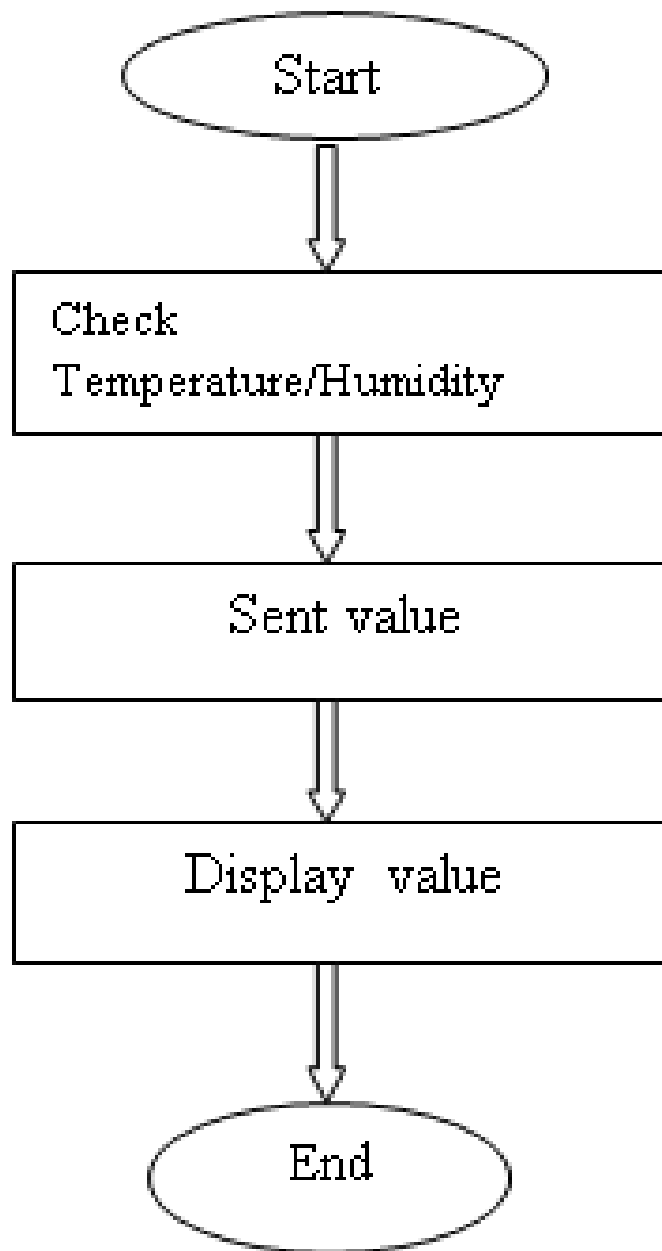 Start
Check
Temperature/Humidity
Sent value
Display value
End